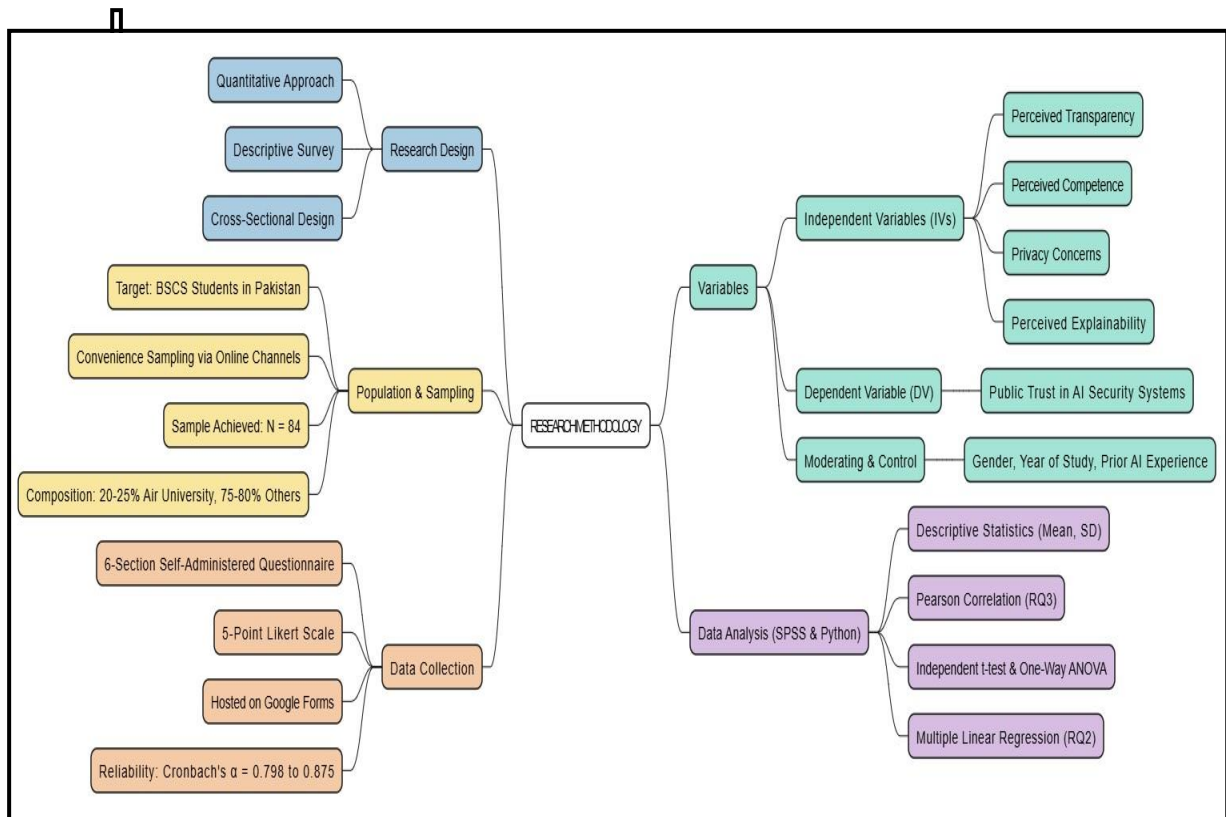 Quantitative Approach
Descriptive Survey
Research Design
Cross-Sectional Design
Target: BSCS Students in Pakistan
Convenience Sampling via Online Channels
Population & Sampling
Sample Achieved: N = 84
Composition: 20-25% Air University, 75-80% Others
6-Section Self-Administered Questionnaire
5-Point Likert Scale
Data Collection
Hosted on Google Forms
Reliability: Cronbach's α = 0.798 to 0.875
RESEARCH METHODOLOGY
Variables
Independent Variables (IVs)
Perceived Transparency
Perceived Competence
Privacy Concerns
Perceived Explainability
Dependent Variable (DV)
Public Trust in AI Security Systems
Moderating & Control
Gender, Year of Study, Prior AI Experience
Data Analysis (SPSS & Python)
Descriptive Statistics (Mean, SD)
Pearson Correlation (RQ3)
Independent t-test & One-Way ANOVA
Multiple Linear Regression (RQ2)